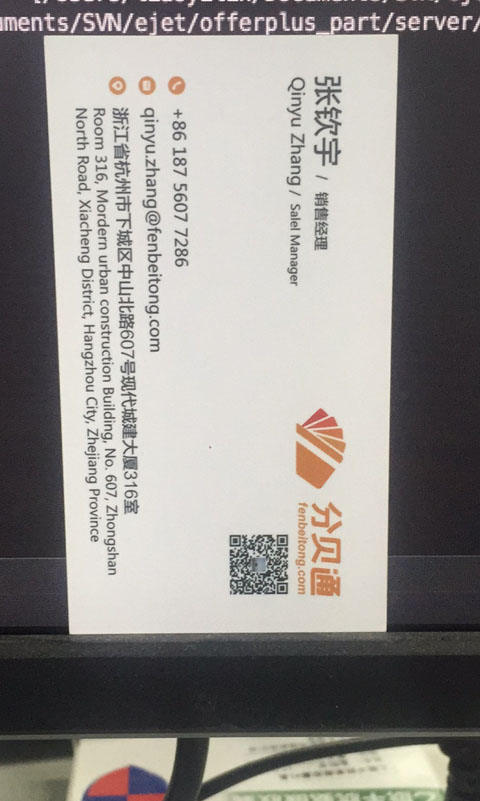 uments/SVN/ejet/offerplus_part/server/
张钦宇 / 销售经理
Qinyu Zhang / Salel Manager
分贝通
fenbeitong.com
+86 187 5607 7286
qinyu.zhang@fenbeitong.com
浙江省杭州市下城区中山北路607号现代城建大厦316室
Room 316, Mordern urban construction Building, No. 607, Zhongshan
North Road, Xiacheng District, Hangzhou City, Zhejiang Province